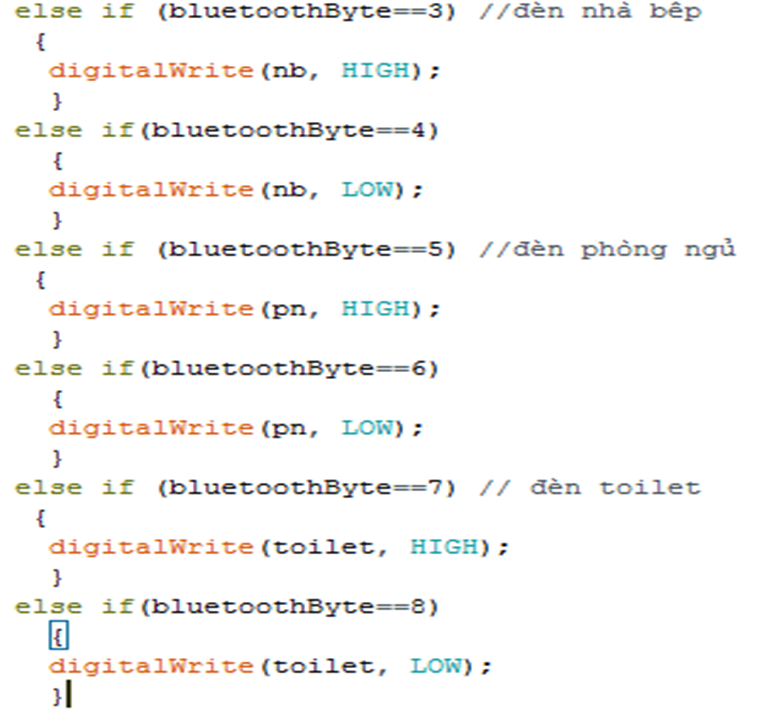 else if (bluetoothByte==3) //đèn nhà bếp
{
digitalWrite(nb, HIGH);
}
else if(bluetoothByte==4)
{
digitalWrite(nb, LOW);
}
else if (bluetoothByte==5) //đèn phòng ngủ
{
digitalWrite(pn, HIGH);
}
else if(bluetoothByte==6)
{
digitalWrite(pn, LOW);
}
else if (bluetoothByte==7) // đèn toilet
{
digitalWrite(toilet, HIGH);
}
else if(bluetoothByte==8)
{
digitalWrite(toilet, LOW);
}